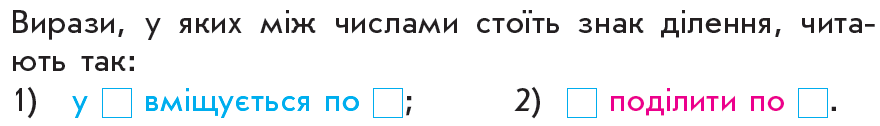 Вирази, у яких між числами стоїть знак ділення, чита-
ють так:
1) у □ вміщується по □; 2) □ поділити по □.